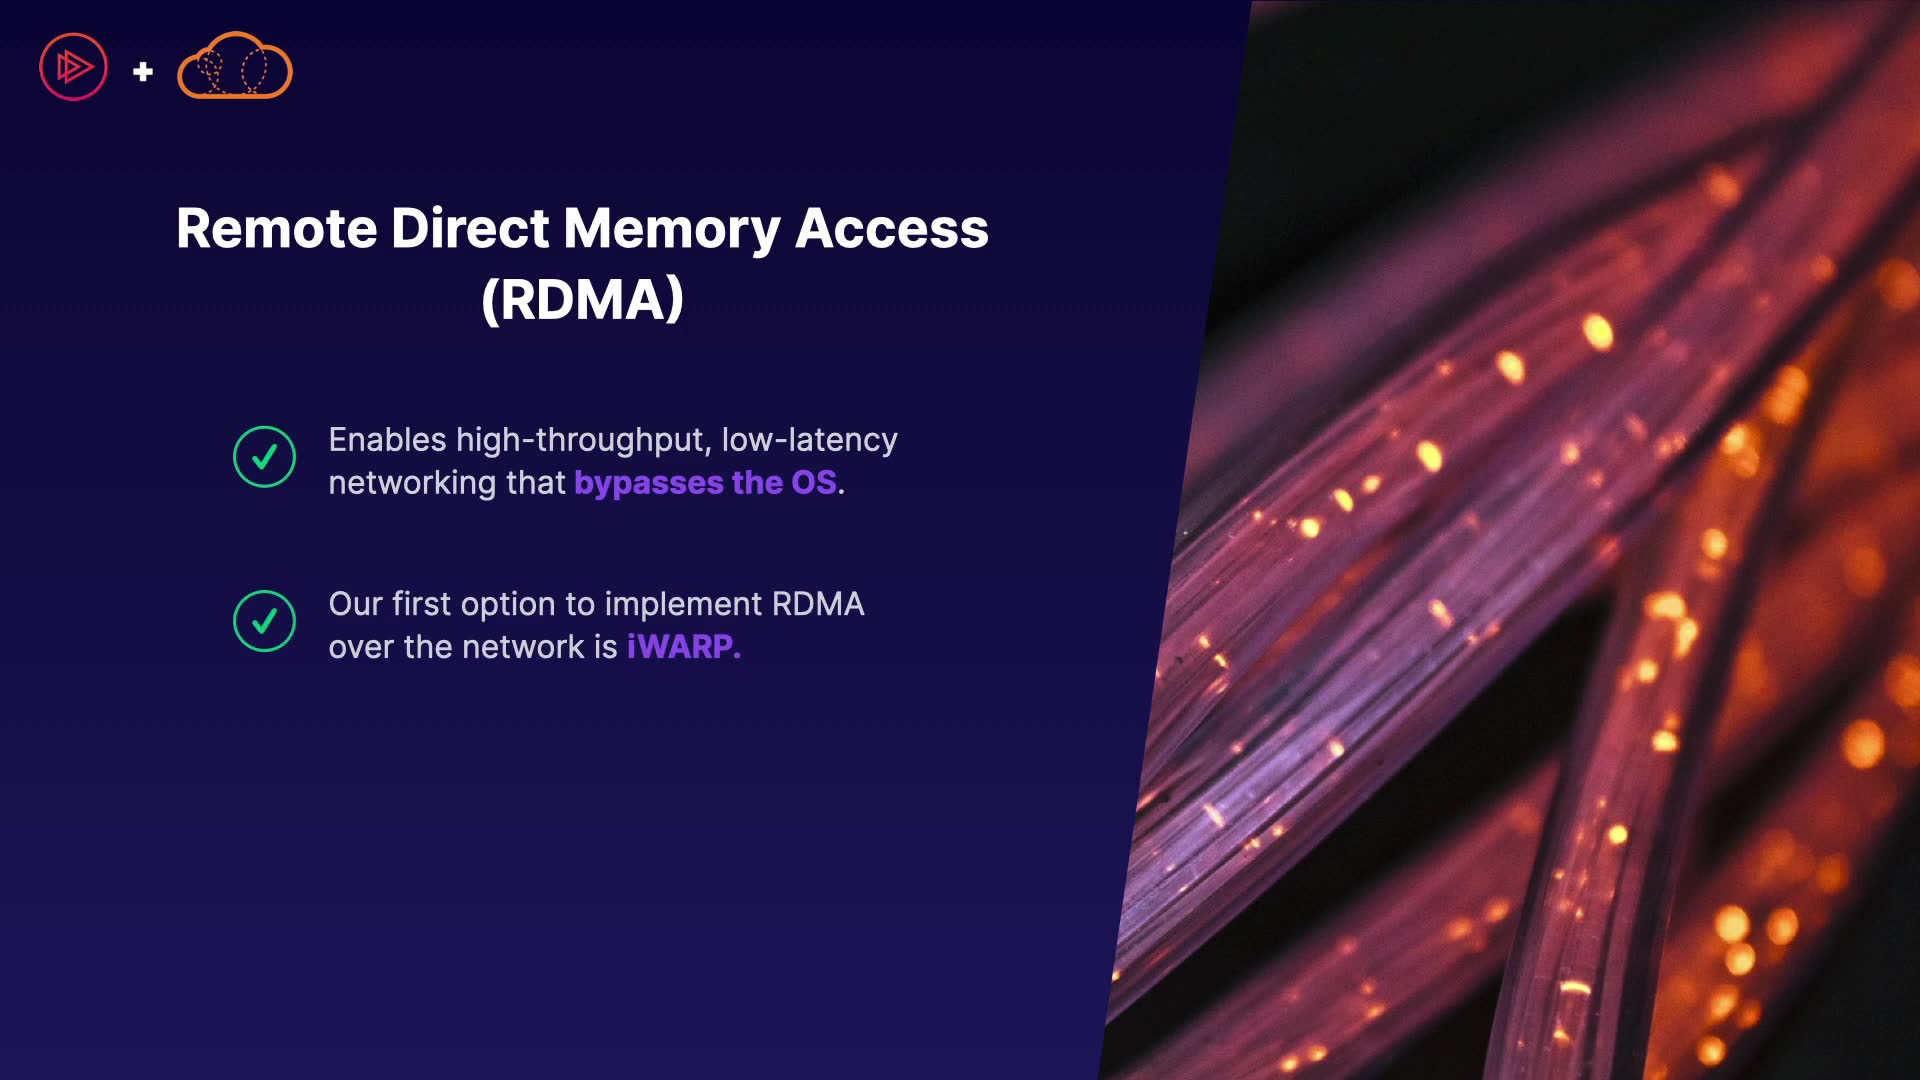 Remote Direct Memory Access
(RDMA)
Enables high-throughput, low-latency
networking that bypasses the OS.
Our first option to implement RDMA
over the network is iWARP.